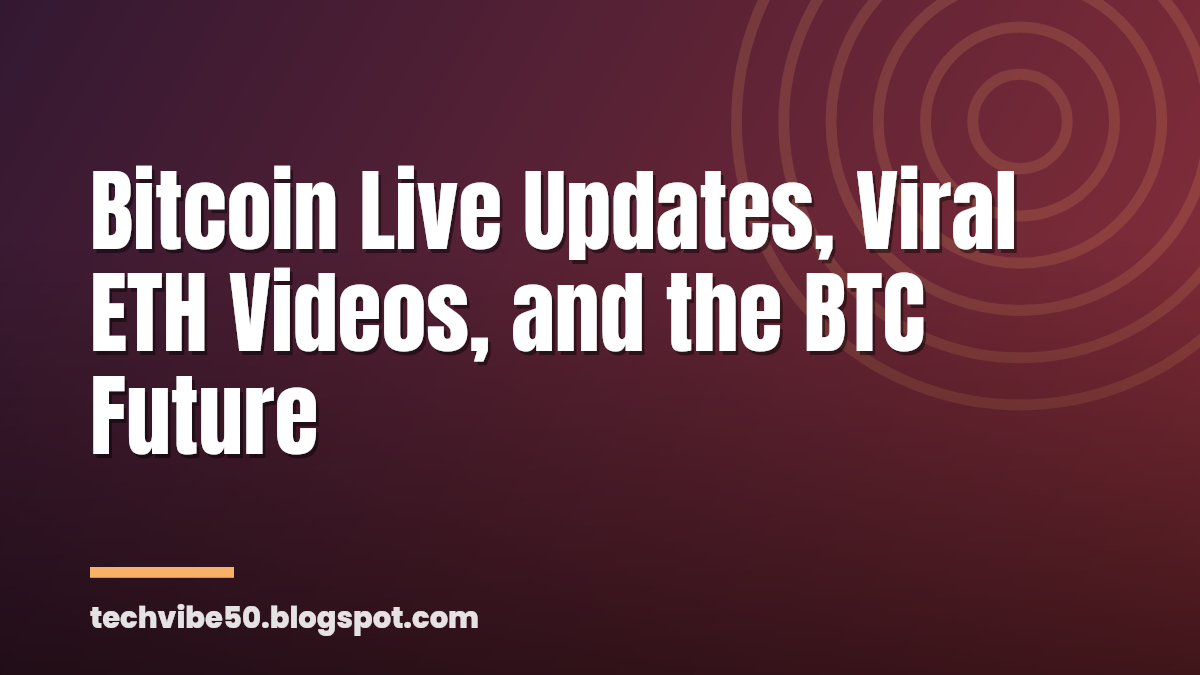 Bitcoin Live Updates, Viral
ETH Videos, and the BTC
Future
techvibe50.blogspot.com